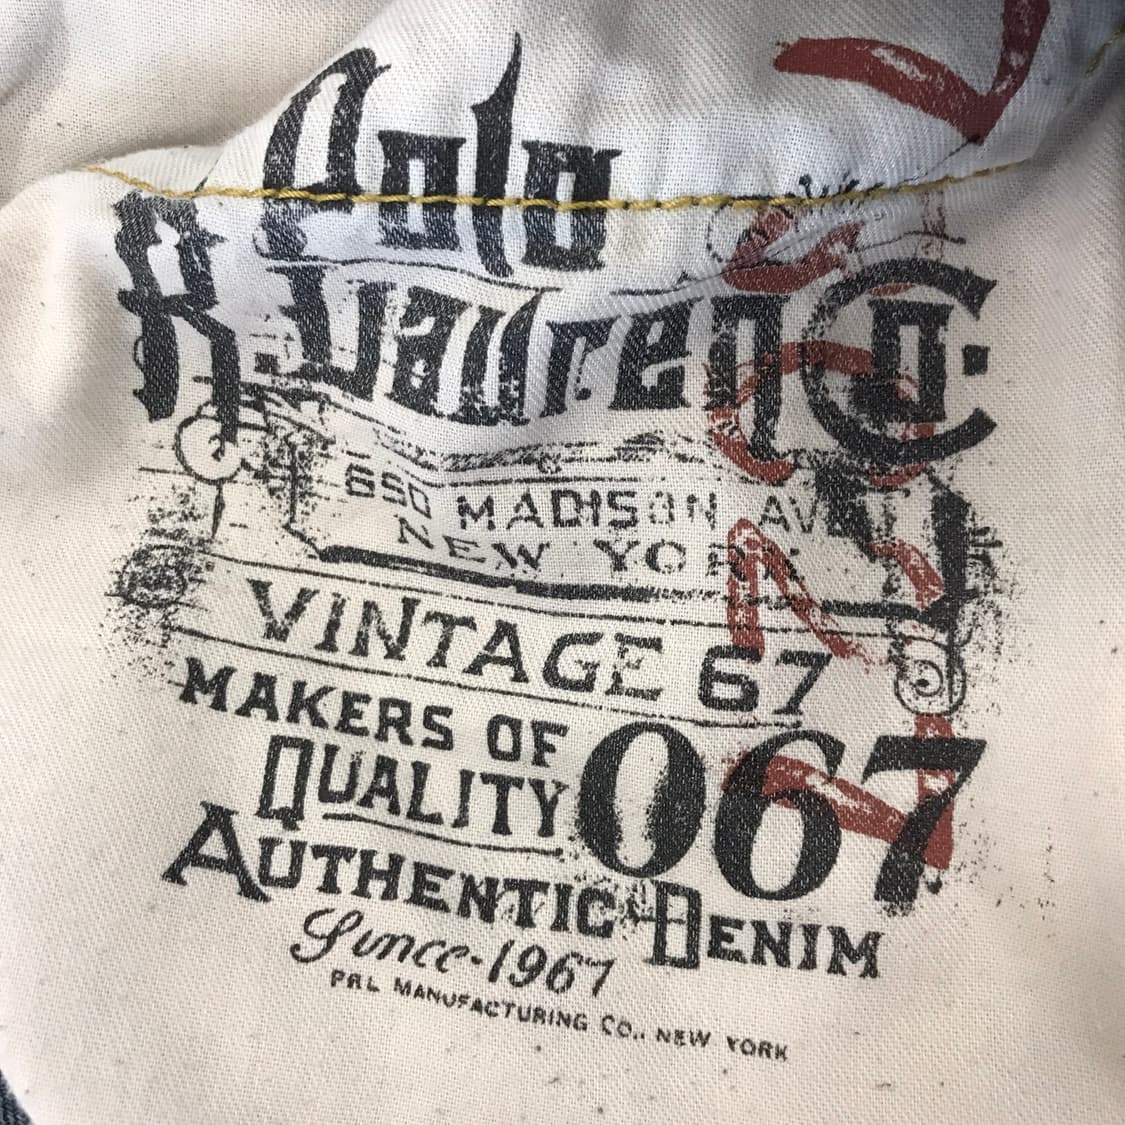 Polo
R. Lauren Co.
650 MADISON AVE
NEW YORK
VINTAGE 67
MAKERS OF
QUALITY 067
AUTHENTIC DENIM
Since-1967
PRL MANUFACTURING CO., NEW YORK